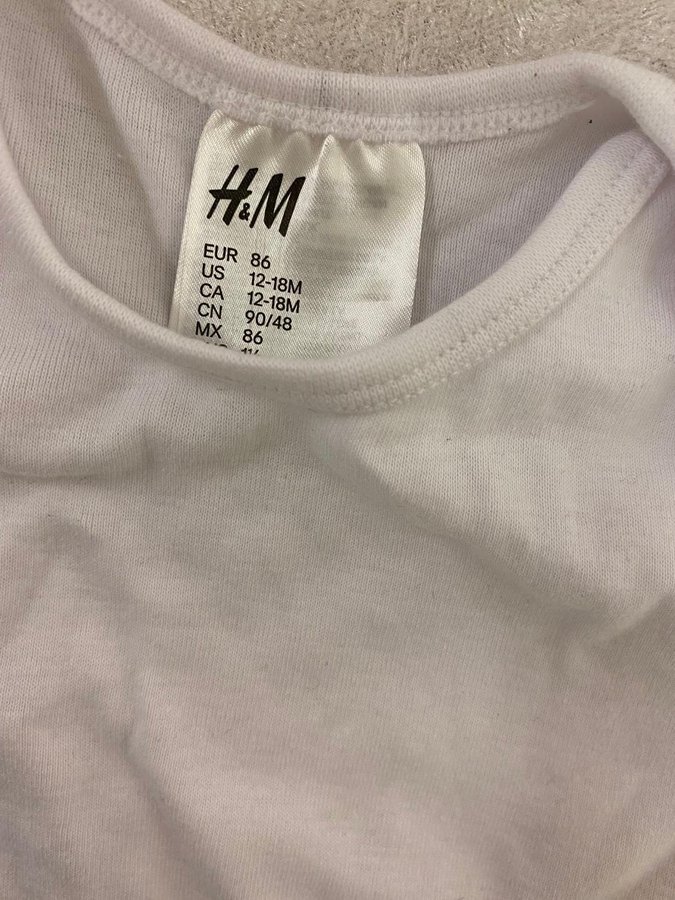 H&M
EUR 86
US 12-18M
CA 12-18M
CN 90/48
MX 86